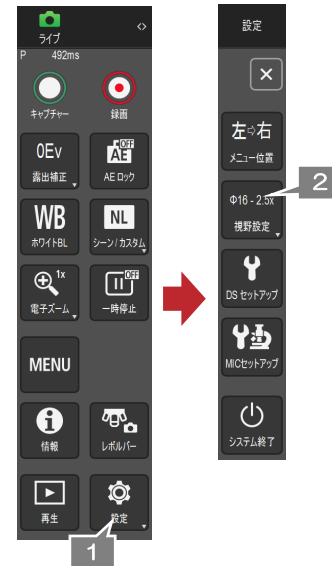 ライブ
<>
P 492ms
キャプチャー 録画
0Ev OFF AE
露出補正 AE ロック
WB NL
ホワイトBL シーン/カスタム
1x OFF
電子ズーム 一時停止
MENU
情報 レボルバー
再生 設定
1
設定
左⇨右
メニュー位置
Φ16 - 2.5x
視野設定
2
DS セットアップ
MICセットアップ
システム終了